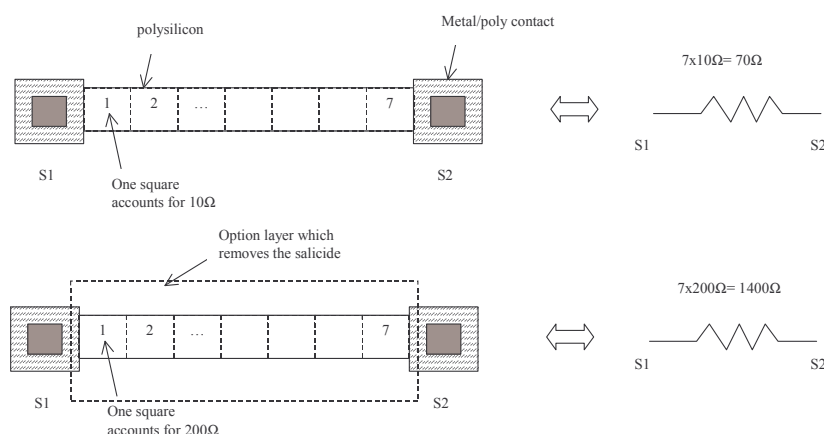 polysilicon
Metal/poly contact
7x10Ω= 70Ω
1 2 ... 7
S1 S2
S1 S2
One square
accounts for 10Ω
Option layer which
removes the salicide
7x200Ω= 1400Ω
1 2 ... 7
S1 S2
S1 S2
One square
accounts for 200Ω